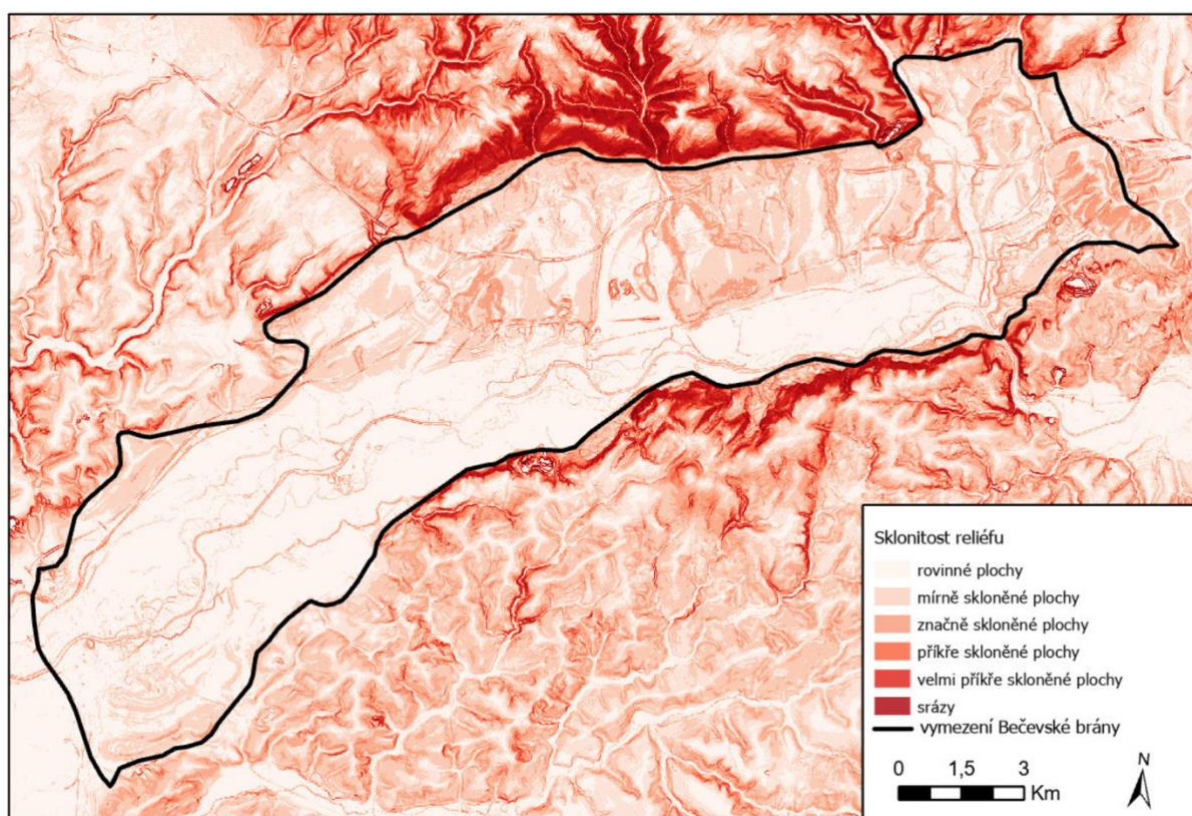 Sklonitost reliéfu
rovinné plochy
mírně skloněné plochy
značně skloněné plochy
příkře skloněné plochy
velmi příkře skloněné plochy
srázy
vymezení Bečevské brány
0 1,5 3
Km
N